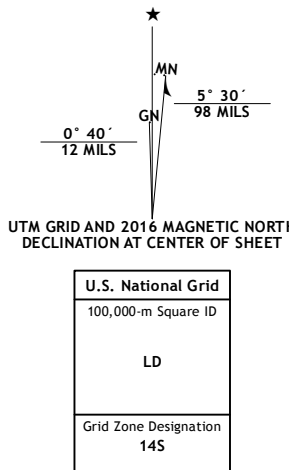 ★
MN
GN
5° 30´
98 MILS
0° 40´
12 MILS
UTM GRID AND 2016 MAGNETIC NORTH
DECLINATION AT CENTER OF SHEET
U.S. National Grid
100,000-m Square ID
LD
Grid Zone Designation
14S